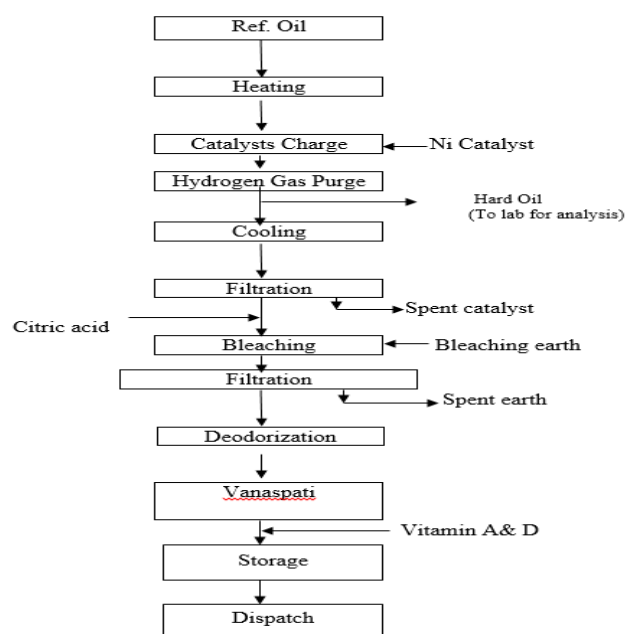 Ref. Oil
Heating
Catalysts Charge
Ni Catalyst
Hydrogen Gas Purge
Hard Oil
(To lab for analysis)
Cooling
Filtration
Spent catalyst
Citric acid
Bleaching
Bleaching earth
Filtration
Spent earth
Deodorization
Vanaspati
Vitamin A& D
Storage
Dispatch